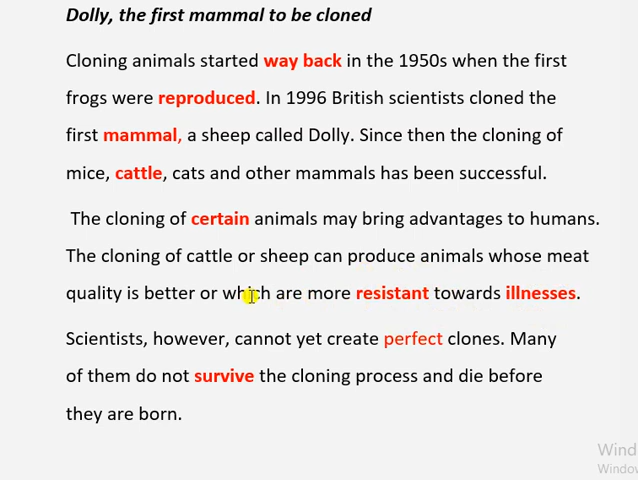 Dolly, the first mammal to be cloned
Cloning animals started way back in the 1950s when the first
frogs were reproduced. In 1996 British scientists cloned the
first mammal, a sheep called Dolly. Since then the cloning of
mice, cattle, cats and other mammals has been successful.
The cloning of certain animals may bring advantages to humans.
The cloning of cattle or sheep can produce animals whose meat
quality is better or which are more resistant towards illnesses.
Scientists, however, cannot yet create perfect clones. Many
of them do not survive the cloning process and die before
they are born.
Wind
Windov